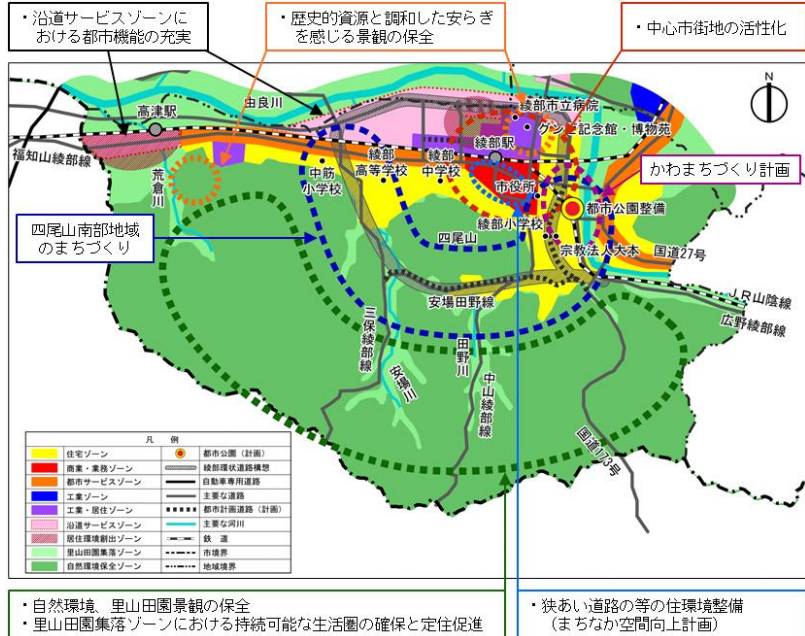 ・沿道サービスゾーンに
おける都市機能の充実
・歴史的資源と調和した安らぎ
を感じる景観の保全
・中心市街地の活性化
N
高津駅
由良川
綾部市立病院
グンゼ記念館・博物苑
綾部駅
福知山綾部線
荒倉川
中筋
小学校
綾部
高等学校
綾部
中学校
市役所
かわまちづくり計画
都市公園整備
四尾山南部地域
のまちづくり
四尾山
綾部小学校
宗教法人大本
国道27号
JR山陰線
広野綾部線
安場田野線
三保綾部線
安場川
田野川
中山綾部線
国道173号
凡 例
住宅ゾーン
都市公園（計画）
商業・業務ゾーン
綾部環状道路構想
都市サービスゾーン
自動車専用道路
工業ゾーン
主要な道路
工業・居住ゾーン
都市計画道路（計画）
沿道サービスゾーン
主要な河川
居住環境創出ゾーン
鉄 道
里山田園集落ゾーン
市境界
自然環境保全ゾーン
地域境界
・自然環境、里山田園景観の保全
・里山田園集落ゾーンにおける持続可能な生活圏の確保と定住促進
・狭あい道路の等の住環境整備
（まちなか空間向上計画）